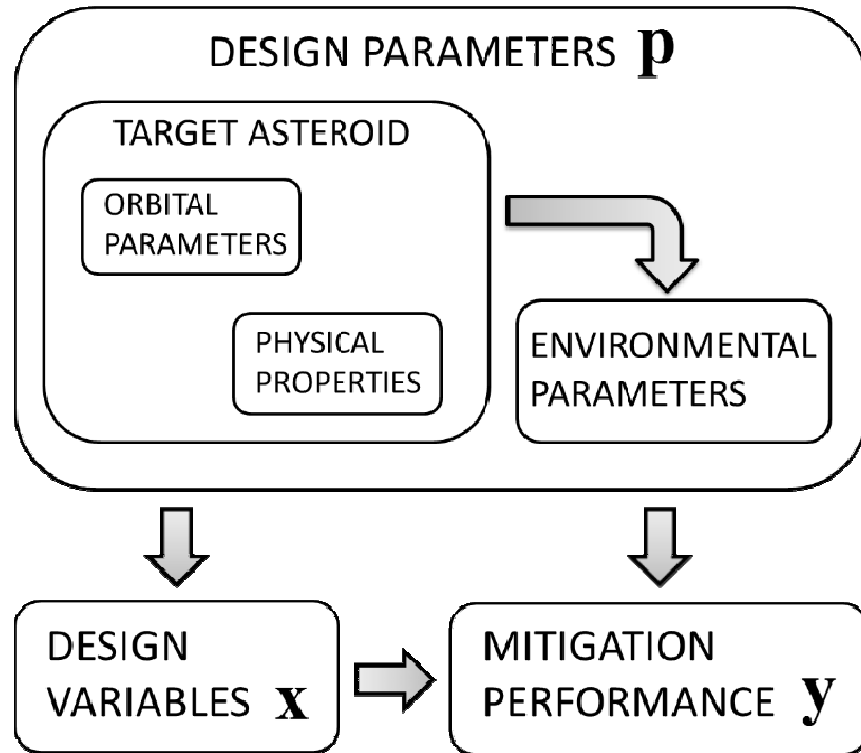 DESIGN PARAMETERS p
TARGET ASTEROID
ORBITAL
PARAMETERS
PHYSICAL
PROPERTIES
ENVIRONMENTAL
PARAMETERS
DESIGN
VARIABLES x
MITIGATION
PERFORMANCE y